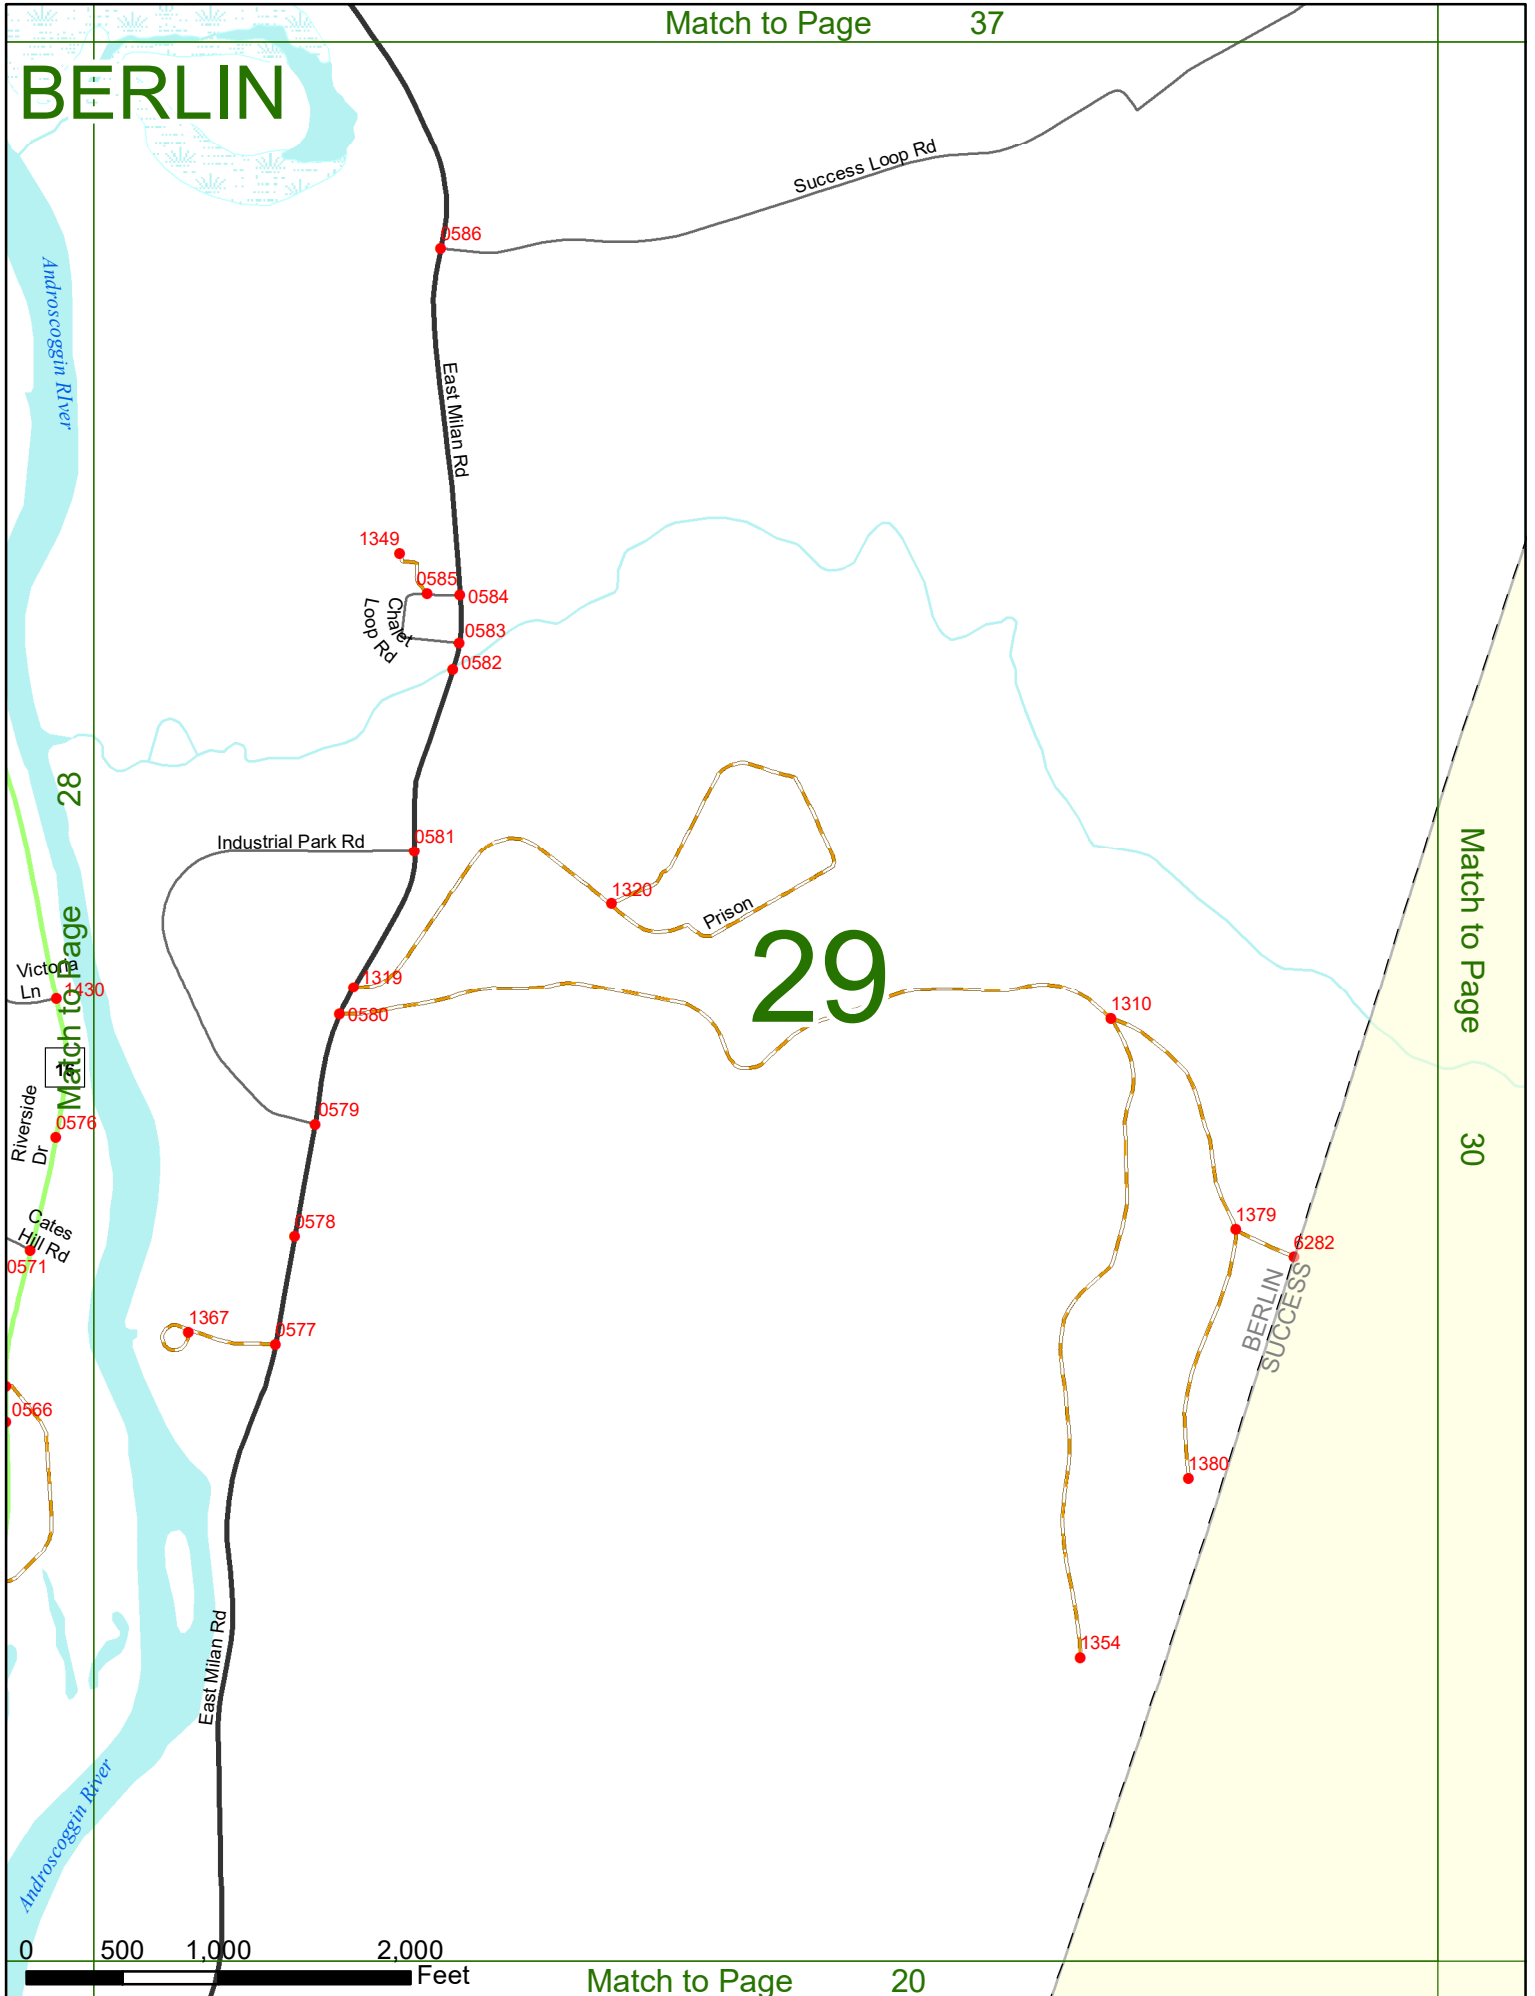 Match to Page 37
BERLIN
Success Loop Rd
0586
Androscoggin RIver
East Milan Rd
1349
0585
0584
Chalet
Loop Rd
0583
0582
28
Match to Page
Industrial Park Rd
0581
1320
Prison
29
Match to Page
30
Victoria
Ln
1430
1319
0580
1310
16
Riverside
Dr
0576
0579
Cates
Hill Rd
0571
0578
1379
6282
BERLIN
SUCCESS
1367
0577
0566
1380
East Milan Rd
1354
Androscoggin River
0 500 1,000 2,000
Feet
Match to Page 20